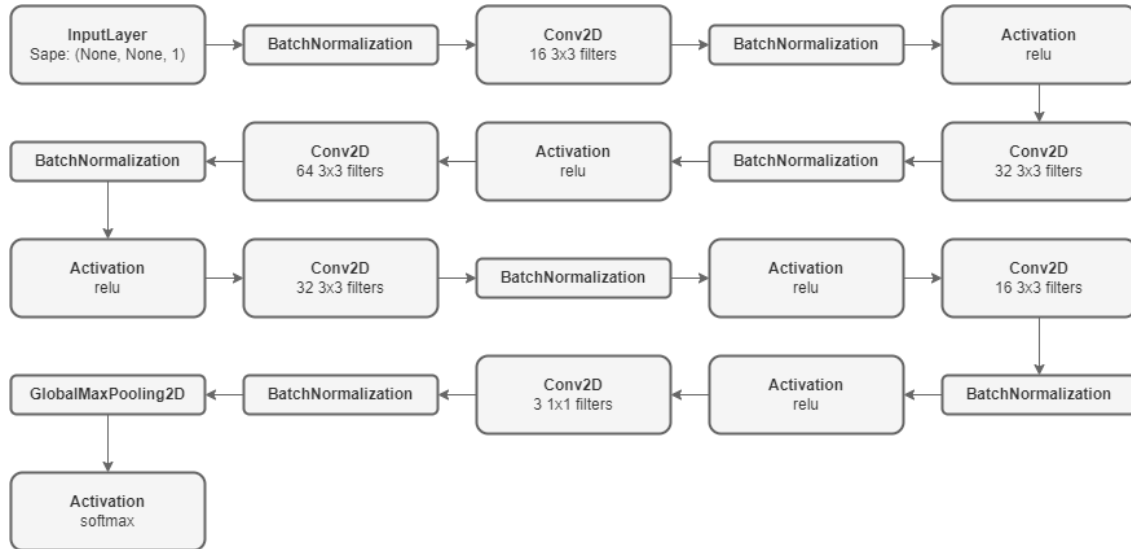 InputLayer
Sape: (None, None, 1)
BatchNormalization
Conv2D
16 3x3 filters
BatchNormalization
Activation
relu
BatchNormalization
Conv2D
64 3x3 filters
Activation
relu
BatchNormalization
Conv2D
32 3x3 filters
Activation
relu
Conv2D
32 3x3 filters
BatchNormalization
Activation
relu
Conv2D
16 3x3 filters
GlobalMaxPooling2D
BatchNormalization
Conv2D
3 1x1 filters
Activation
relu
BatchNormalization
Activation
softmax